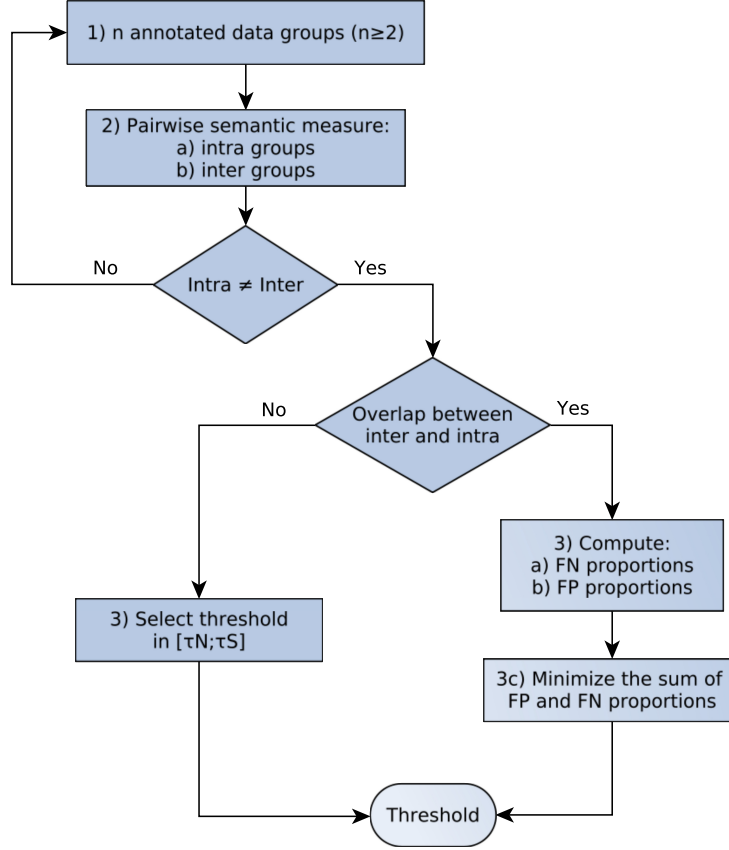 1) n annotated data groups (n≥2)
2) Pairwise semantic measure:
a) intra groups
b) inter groups
No
Intra ≠ Inter
Yes
No
Overlap between
inter and intra
Yes
3) Compute:
a) FN proportions
b) FP proportions
3) Select threshold
in [τN;τS]
3c) Minimize the sum of
FP and FN proportions
Threshold